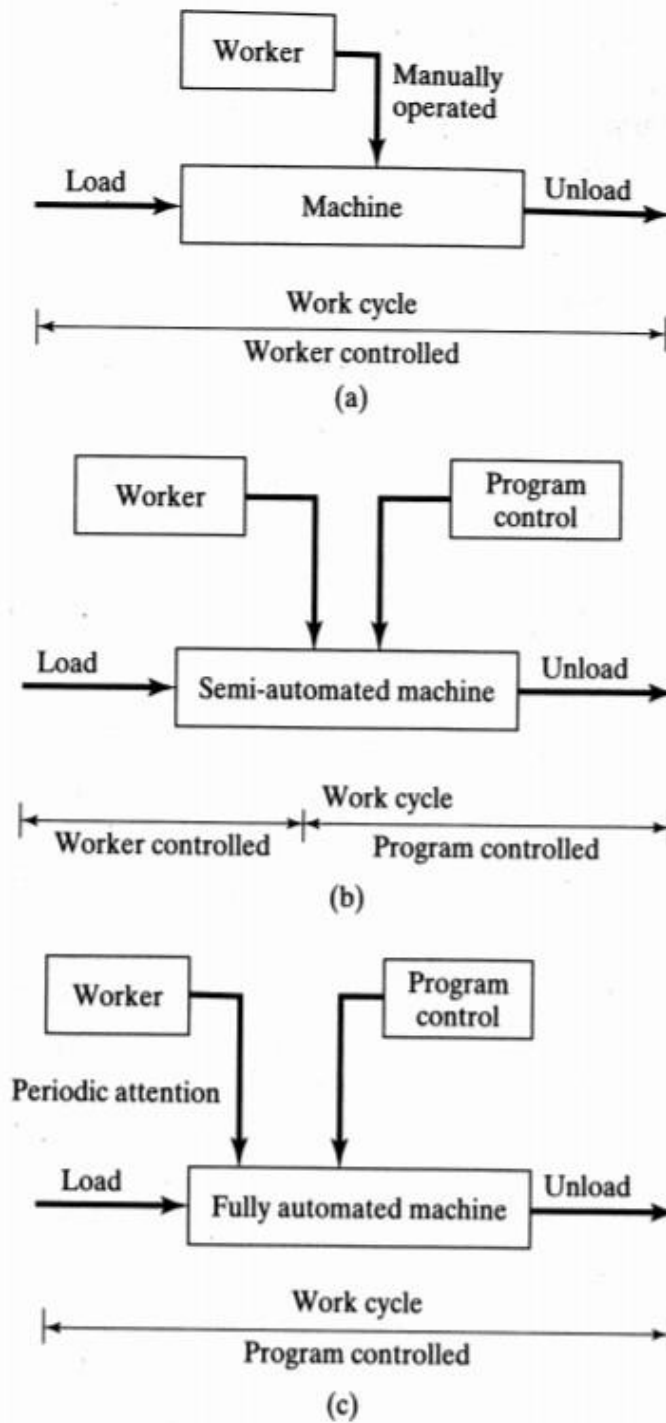 Worker
Manually
operated
Load
Machine
Unload
Work cycle
Worker controlled
(a)
Worker
Program
control
Load
Semi-automated machine
Unload
Work cycle
Worker controlled
Program controlled
(b)
Worker
Program
control
Periodic attention
Load
Fully automated machine
Unload
Work cycle
Program controlled
(c)